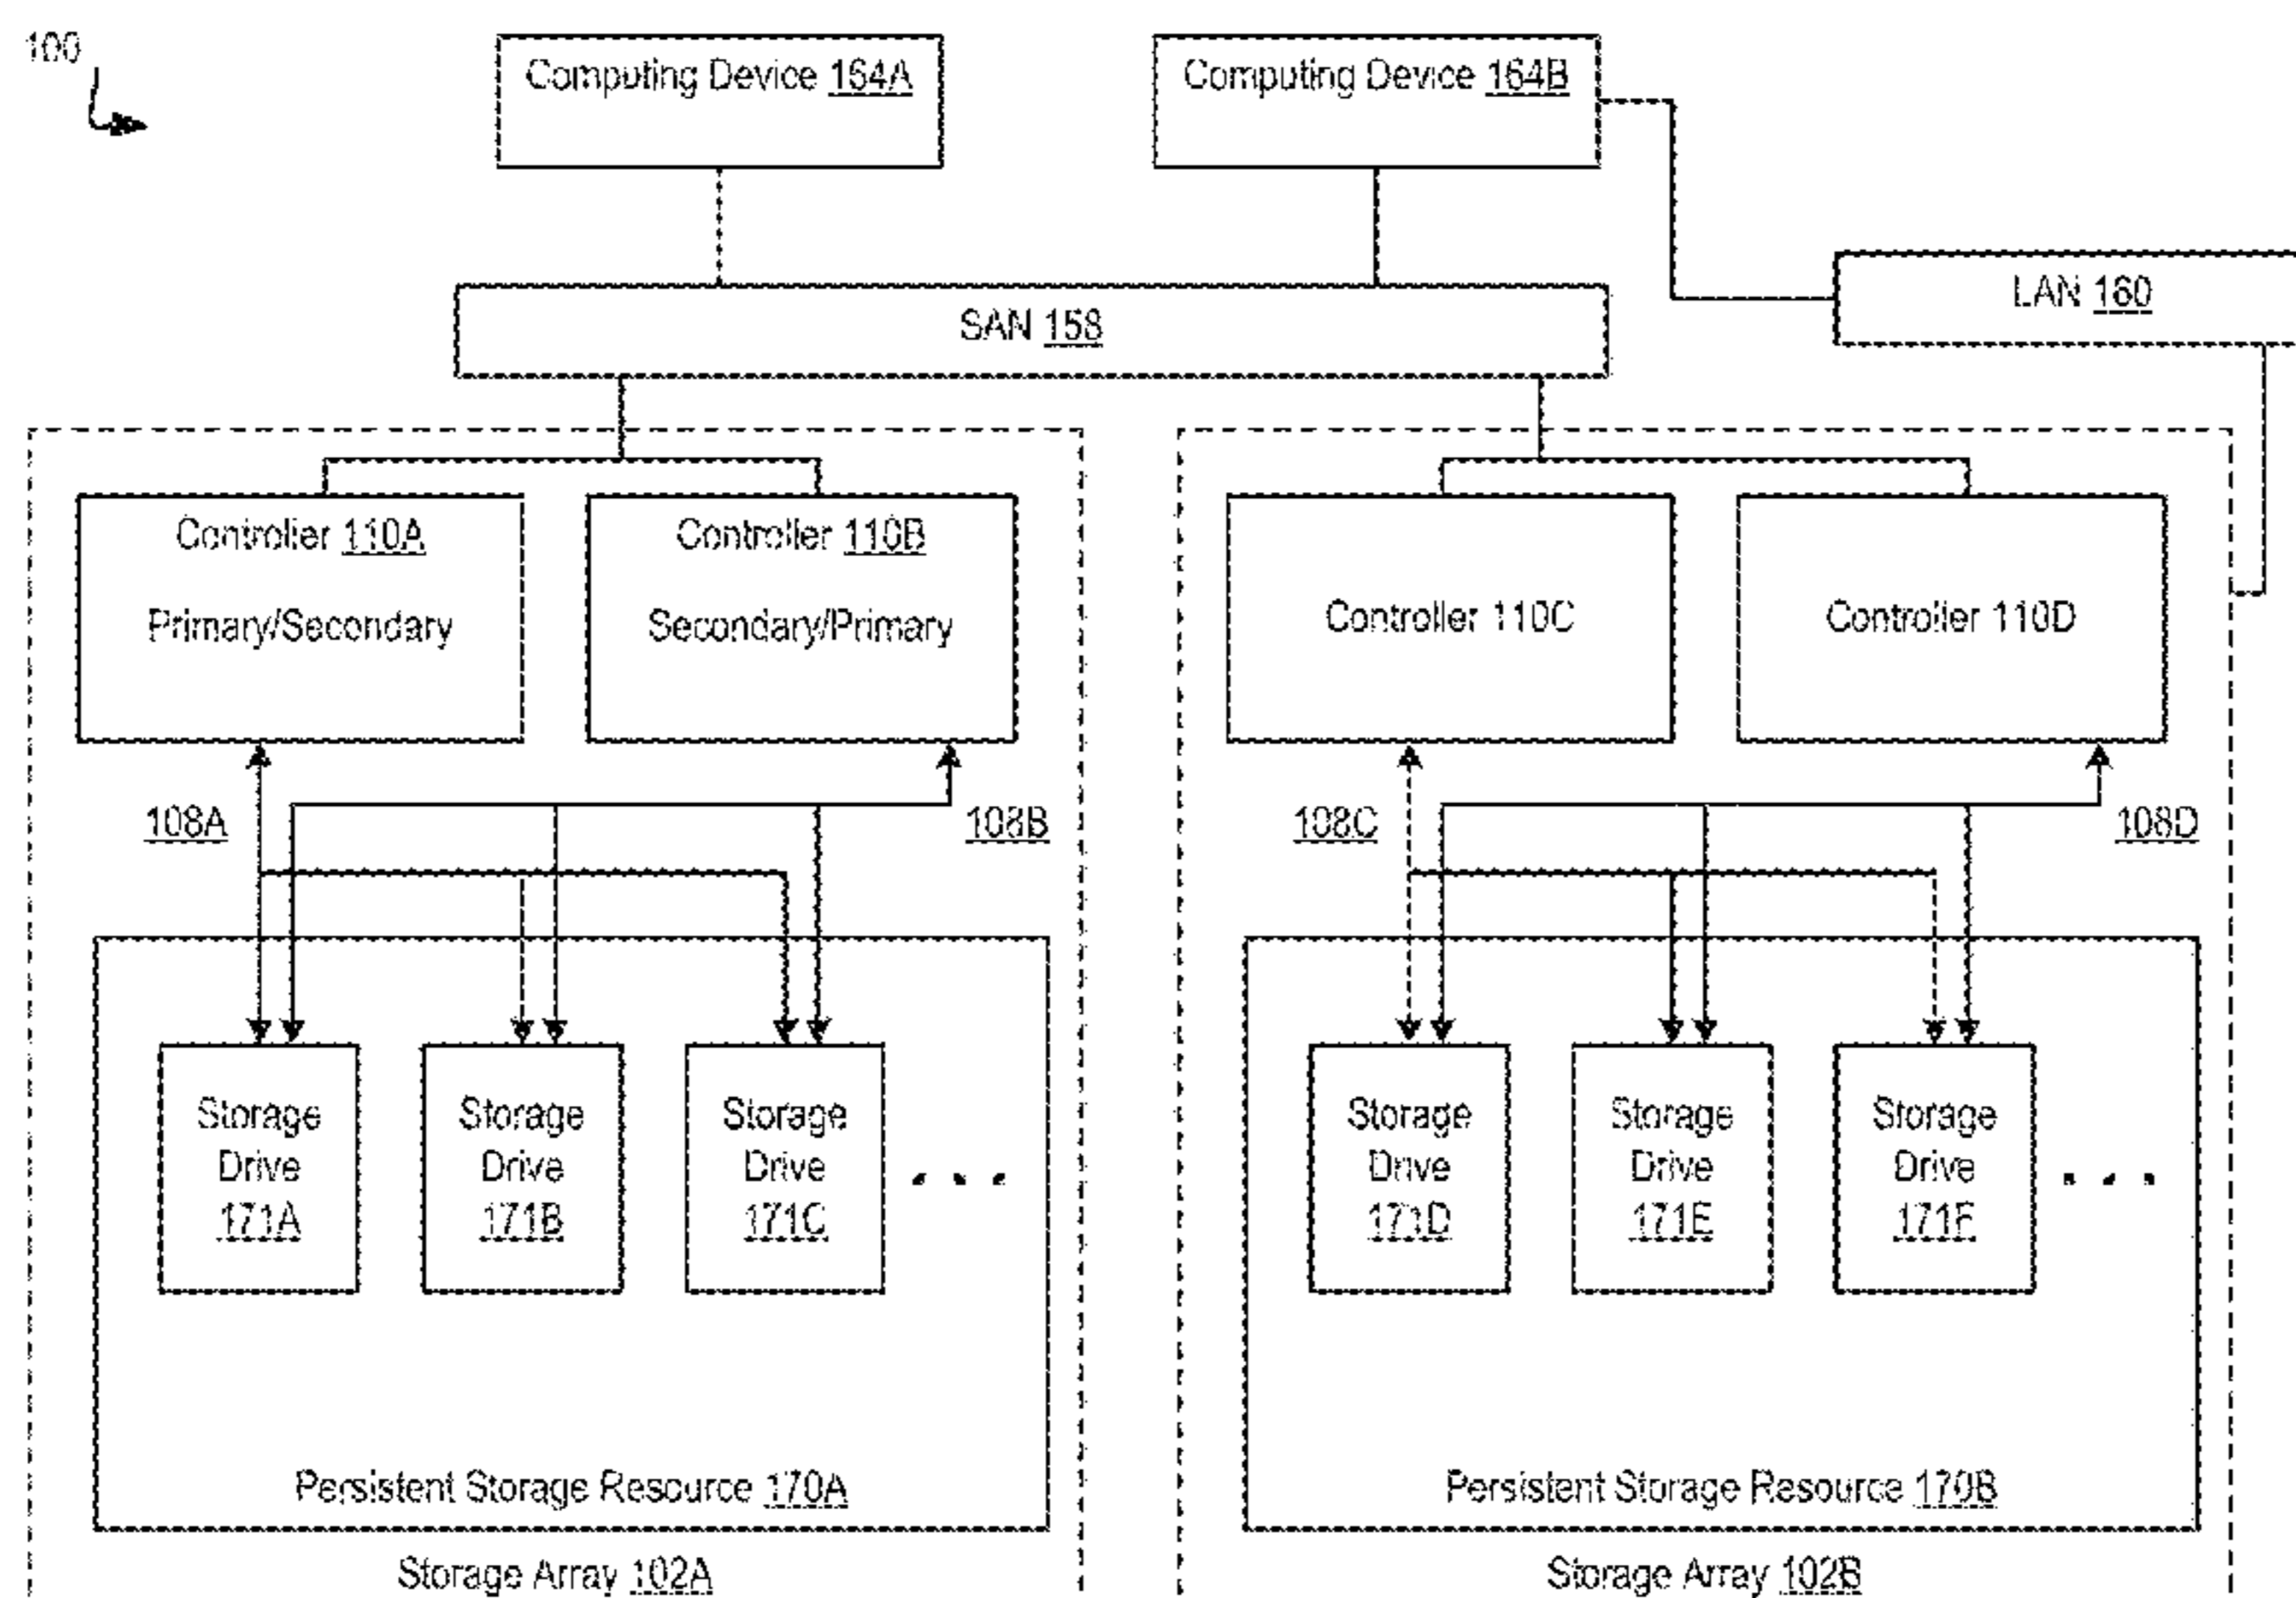 100
Computing Device 164A
Computing Device 164B
SAN 158
LAN 160
Controller 110A
Primary/Secondary
Controller 110B
Secondary/Primary
Controller 110C
Controller 110D
108A
108B
108C
108D
Storage
Drive
171A
Storage
Drive
171B
Storage
Drive
171C
. . .
Storage
Drive
171D
Storage
Drive
171E
Storage
Drive
171F
. . .
Persistent Storage Resource 170A
Persistent Storage Resource 170B
Storage Array 102A
Storage Array 102B